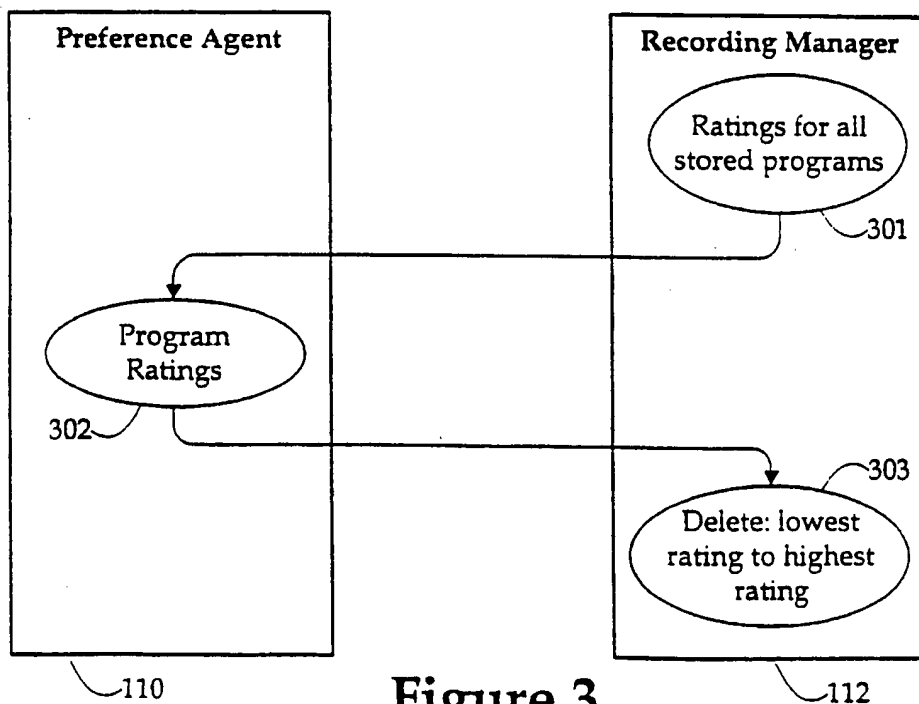 Preference Agent
Recording Manager
Ratings for all
stored programs
301
Program
Ratings
302
303
Delete: lowest
rating to highest
rating
110
Figure 3
112